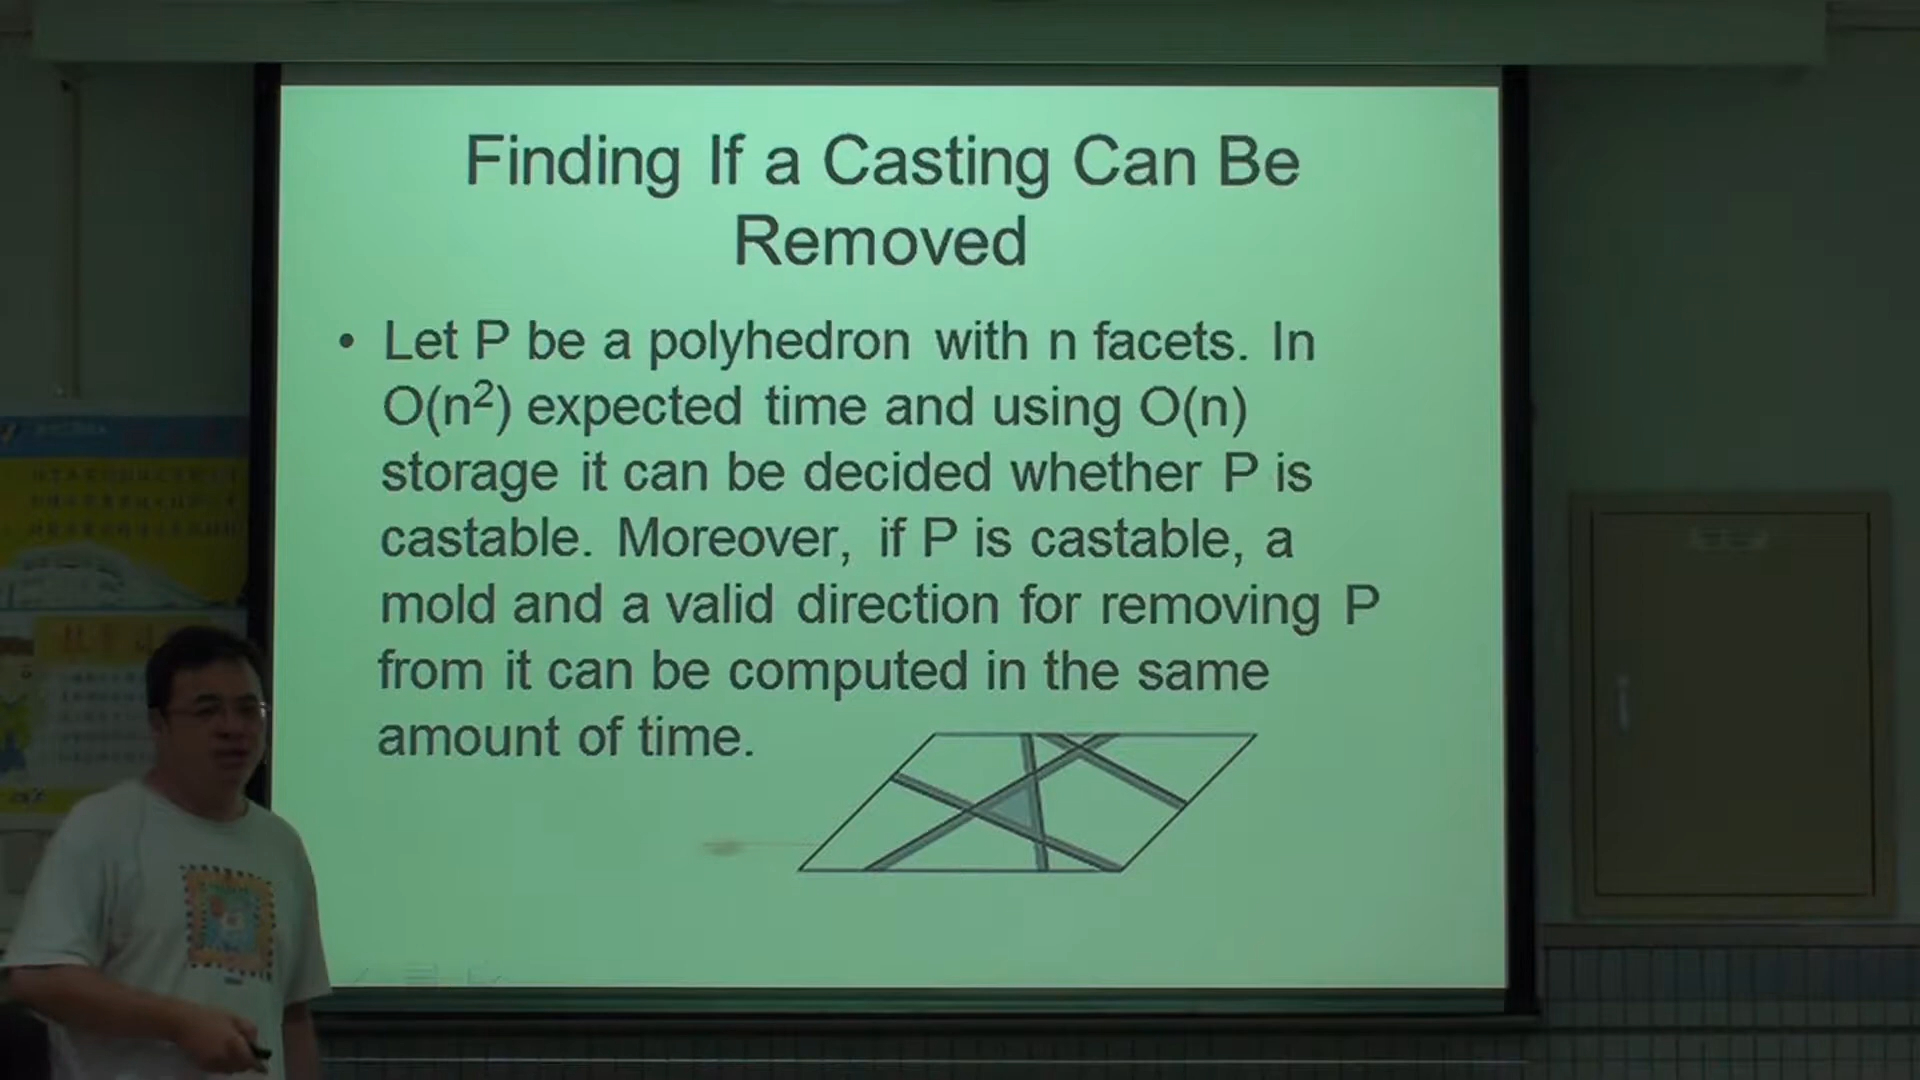 Finding If a Casting Can Be
Removed
• Let P be a polyhedron with n facets. In
O(n²) expected time and using O(n)
storage it can be decided whether P is
castable. Moreover, if P is castable, a
mold and a valid direction for removing P
from it can be computed in the same
amount of time.